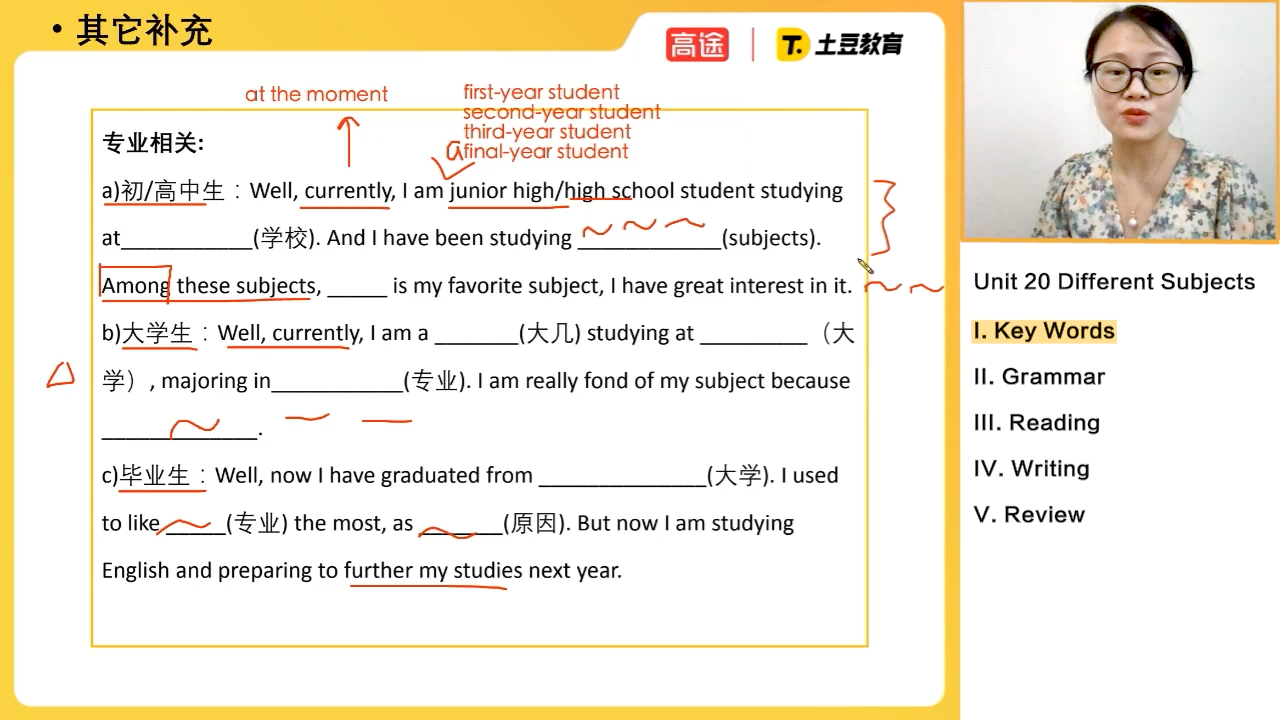 • 其它补充
高途
T. 土豆教育
at the moment
first-year student
second-year student
third-year student
final-year student
a
专业相关:
a)初/高中生：Well, currently, I am junior high/high school student studying
at___________(学校). And I have been studying ____________(subjects).
Among these subjects, _____ is my favorite subject, I have great interest in it.
b)大学生：Well, currently, I am a _______(大几) studying at _________（大
学）, majoring in___________(专业). I am really fond of my subject because
_____________.
c)毕业生：Well, now I have graduated from ______________(大学). I used
to like _____(专业) the most, as _______(原因). But now I am studying
English and preparing to further my studies next year.
Unit 20 Different Subjects
I. Key Words
II. Grammar
III. Reading
IV. Writing
V. Review